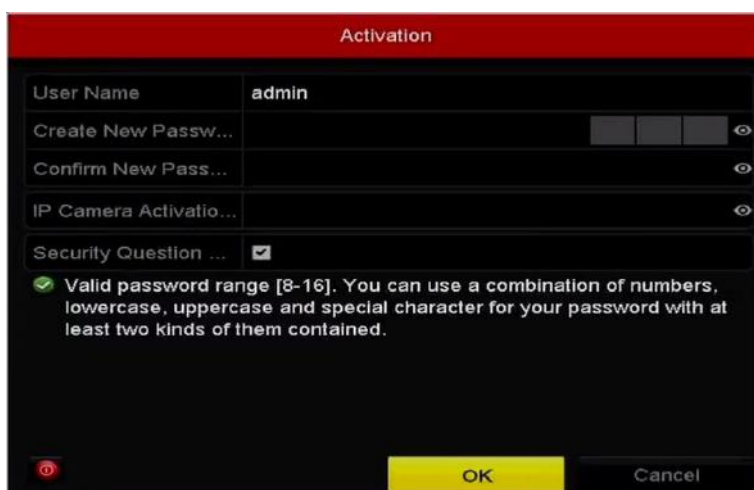 Activation
User Name admin
Create New Passw...
Confirm New Pass...
IP Camera Activatio...
Security Question ...
Valid password range [8-16]. You can use a combination of numbers,
lowercase, uppercase and special character for your password with at
least two kinds of them contained.
OK Cancel